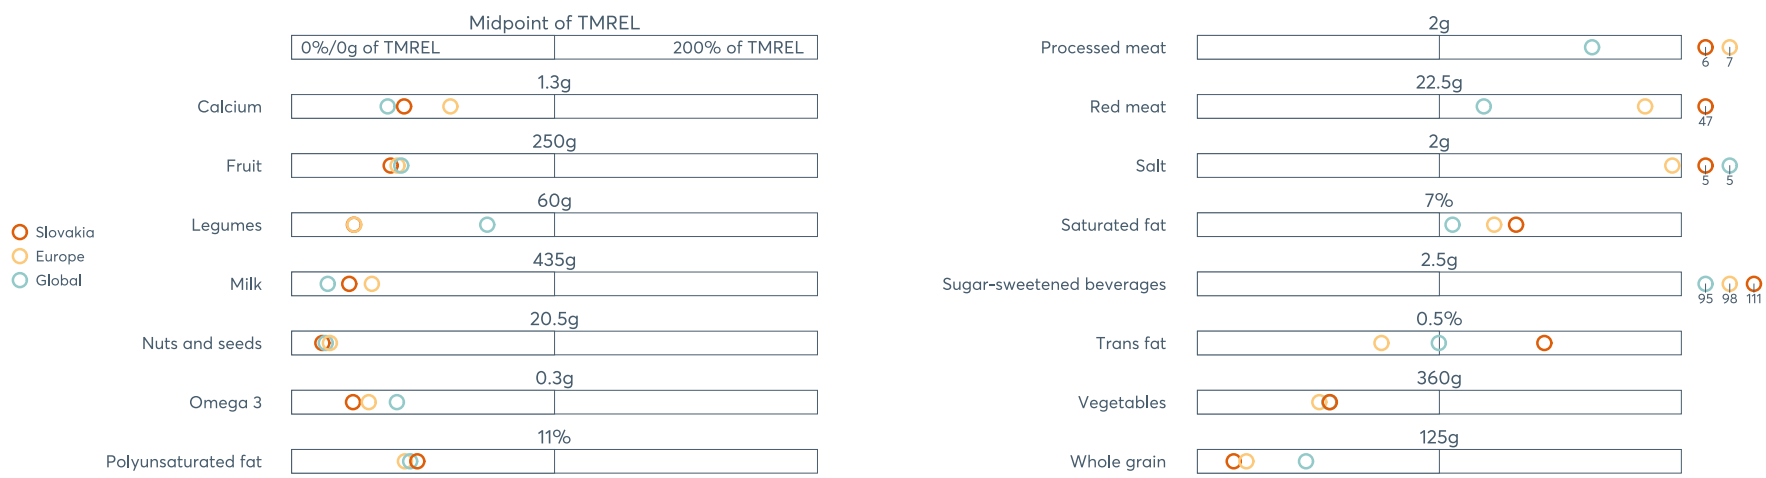 Midpoint of TMREL
0%/0g of TMREL 200% of TMREL
1.3g
Calcium
250g
Fruit
60g
Legumes
435g
Milk
20.5g
Nuts and seeds
0.3g
Omega 3
11%
Polyunsaturated fat
Slovakia
Europe
Global
2g
Processed meat
6 7
22.5g
Red meat
47
2g
Salt
5 5
7%
Saturated fat
2.5g
Sugar-sweetened beverages
95 98 111
0.5%
Trans fat
360g
Vegetables
125g
Whole grain